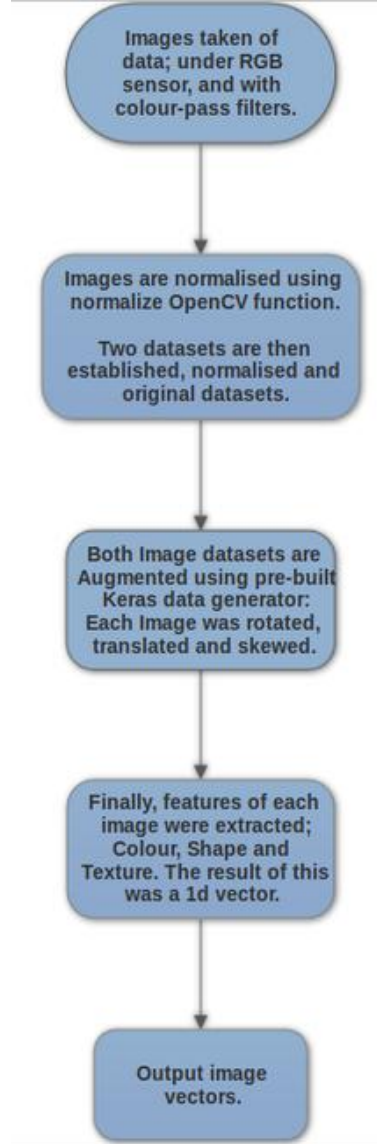 Images taken of
data; under RGB
sensor, and with
colour-pass filters.
Images are normalised using
normalize OpenCV function.
Two datasets are then
established, normalised and
original datasets.
Both Image datasets are
Augmented using pre-built
Keras data generator:
Each Image was rotated,
translated and skewed.
Finally, features of each
image were extracted;
Colour, Shape and
Texture. The result of this
was a 1d vector.
Output image
vectors.